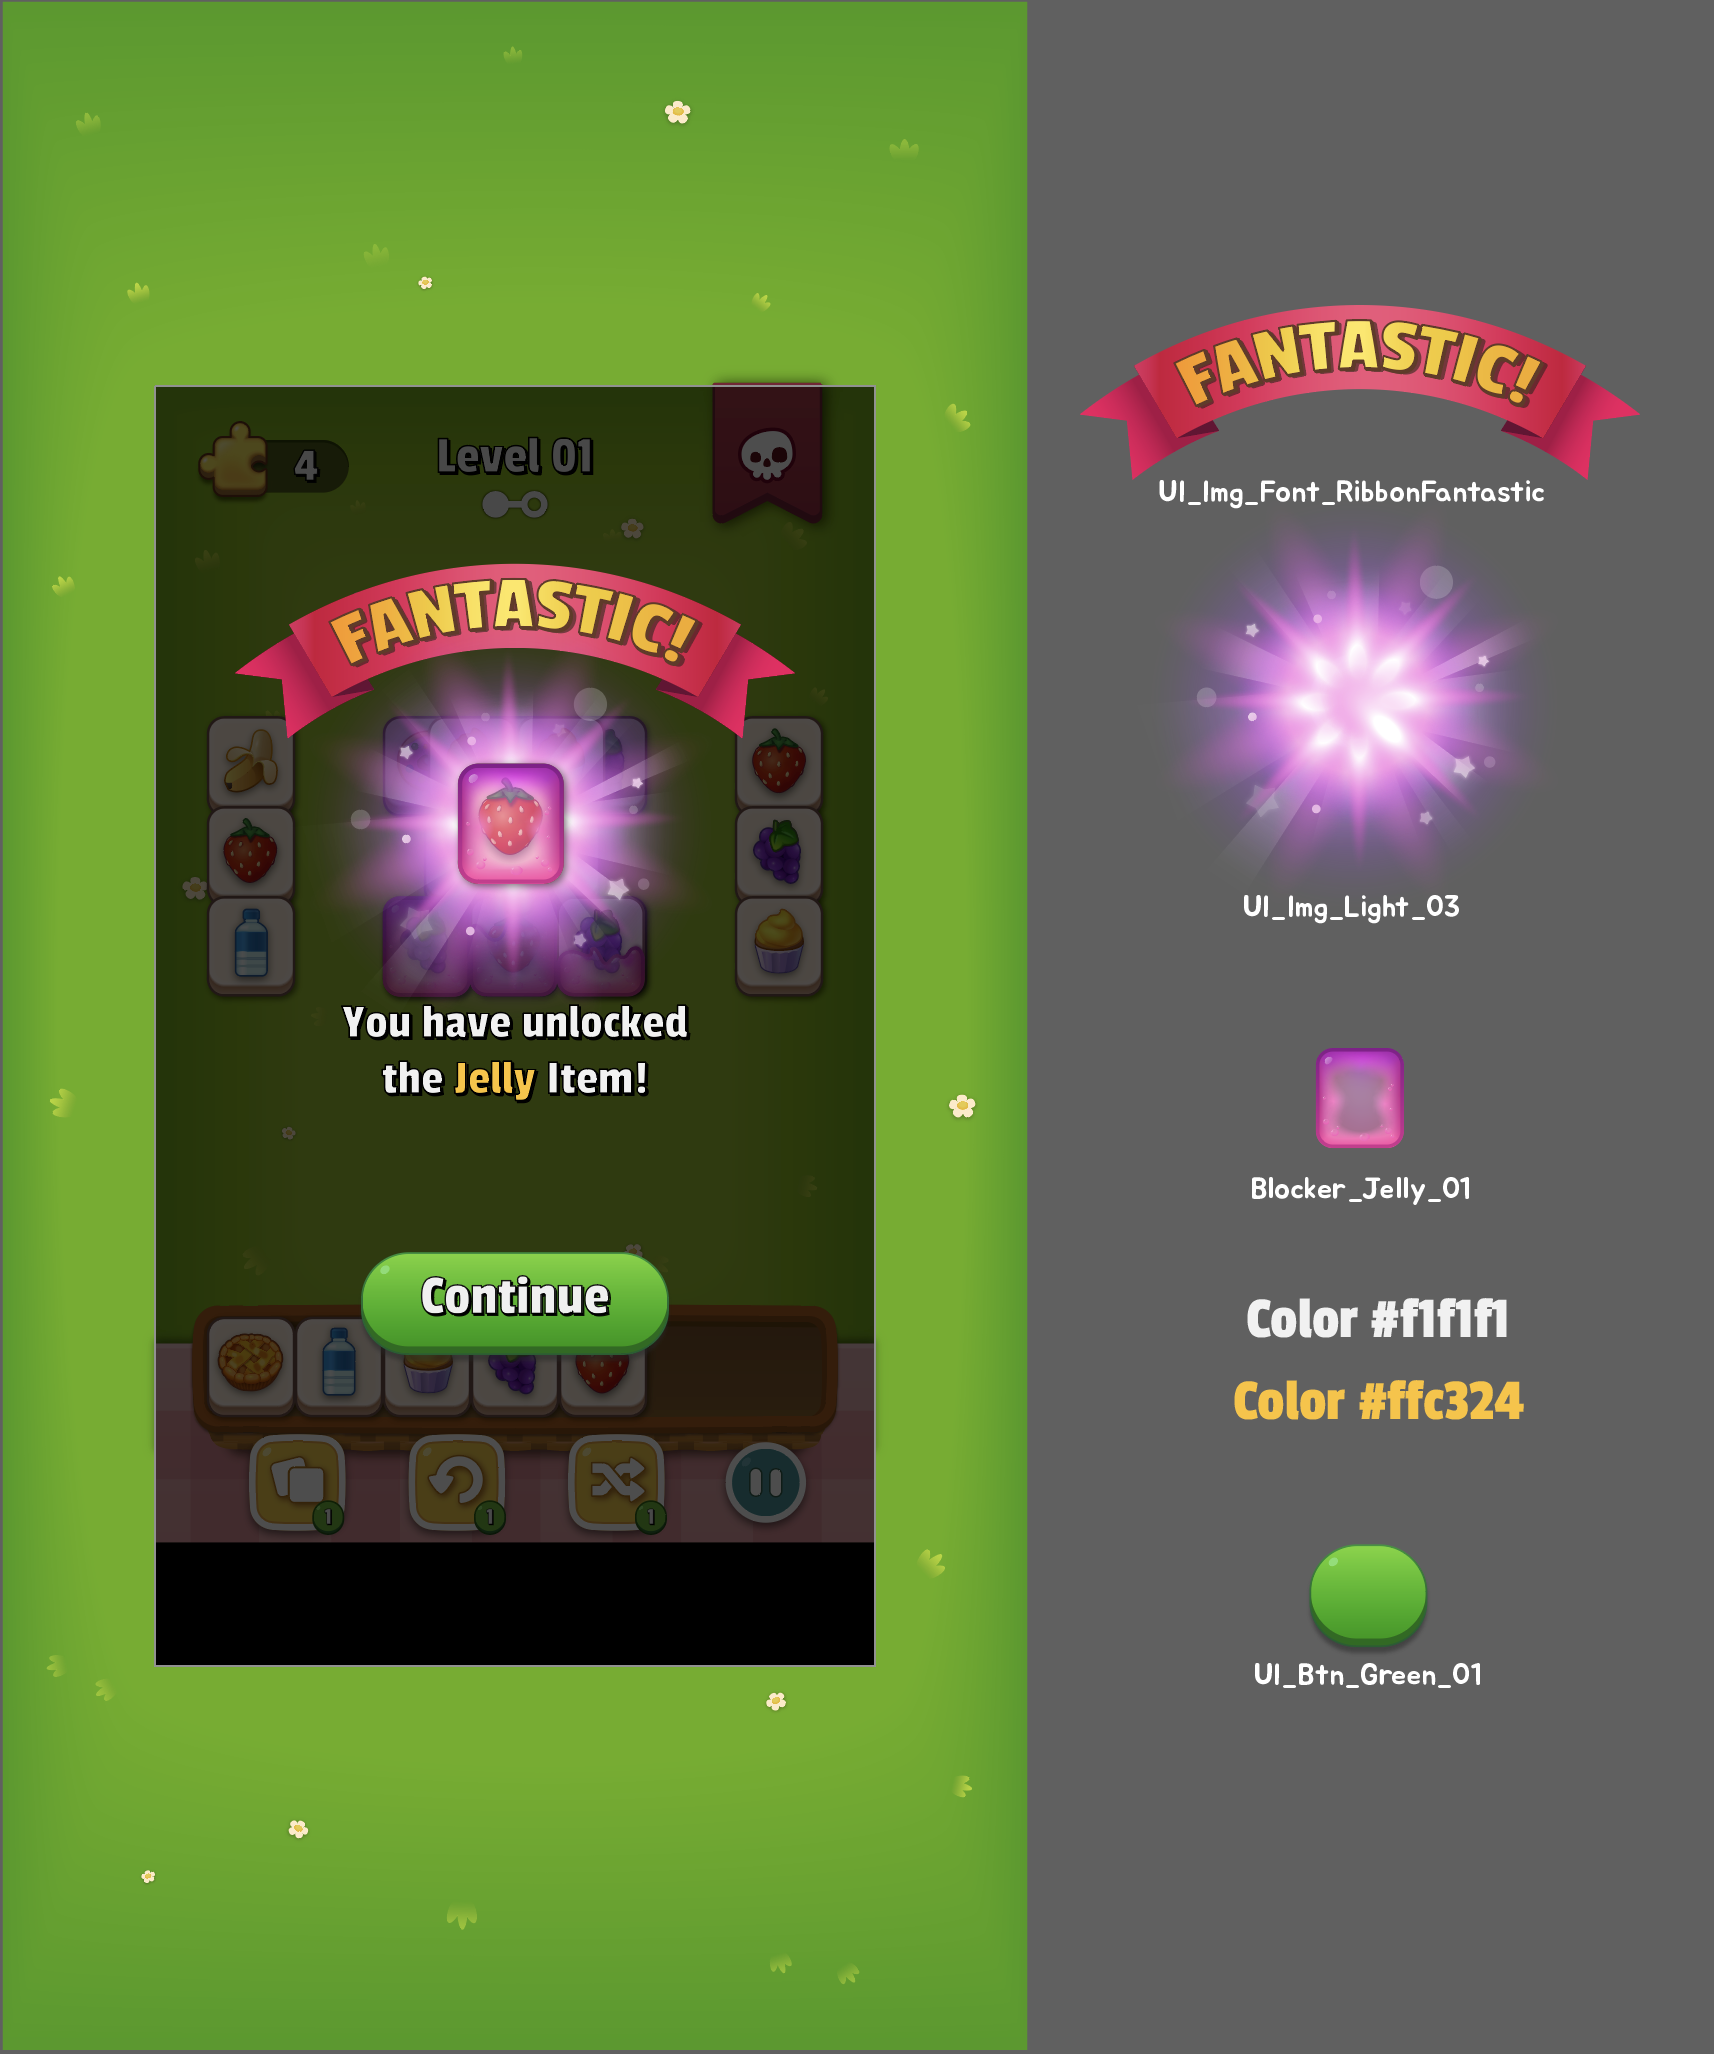 4
Level 01
FANTASTIC!
You have unlocked
the Jelly Item!
Continue
1
1
1
FANTASTIC!
UI_Img_Font_RibbonFantastic
UI_Img_Light_03
Blocker_Jelly_01
Color #f1f1f1
Color #ffc324
UI_Btn_Green_01